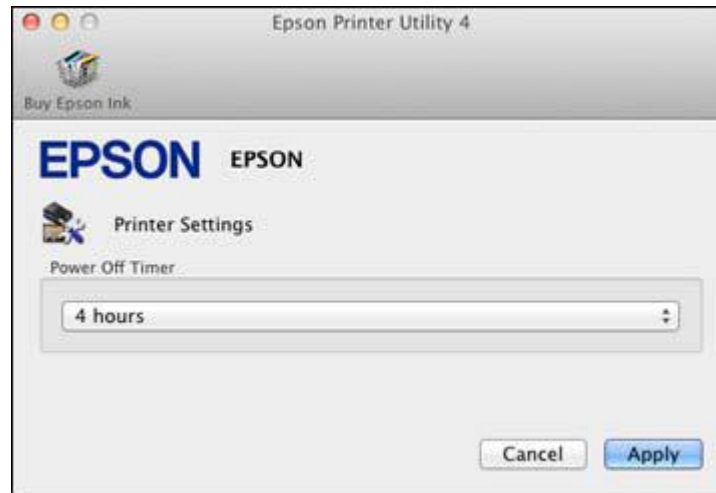 Epson Printer Utility 4
Buy Epson Ink
EPSON EPSON
Printer Settings
Power Off Timer
4 hours
Cancel Apply